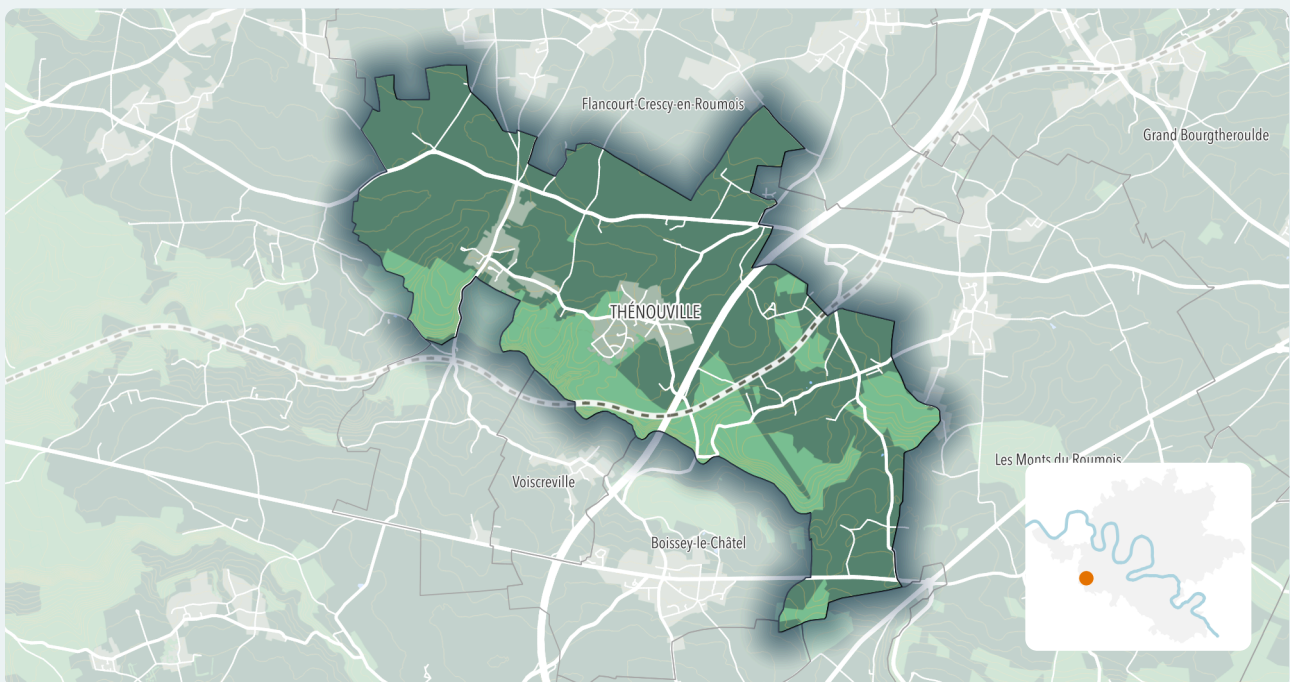 Flancourt-Crescy-en-Roumois
Grand Bourgtheroulde
THÉNOUVILLE
Les Monts du Roumois
Voiscreville
Boissey-le-Châtel